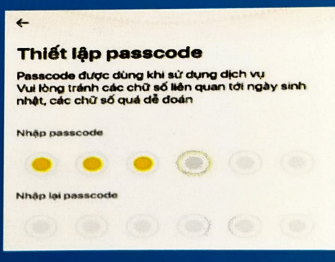 Thiết lập passcode
Passcode được dùng khi sử dụng dịch vụ
Vui lòng tránh các chữ số liên quan tới ngày sinh
nhật, các chữ số quá dễ đoán
Nhập passcode
Nhập lại passcode